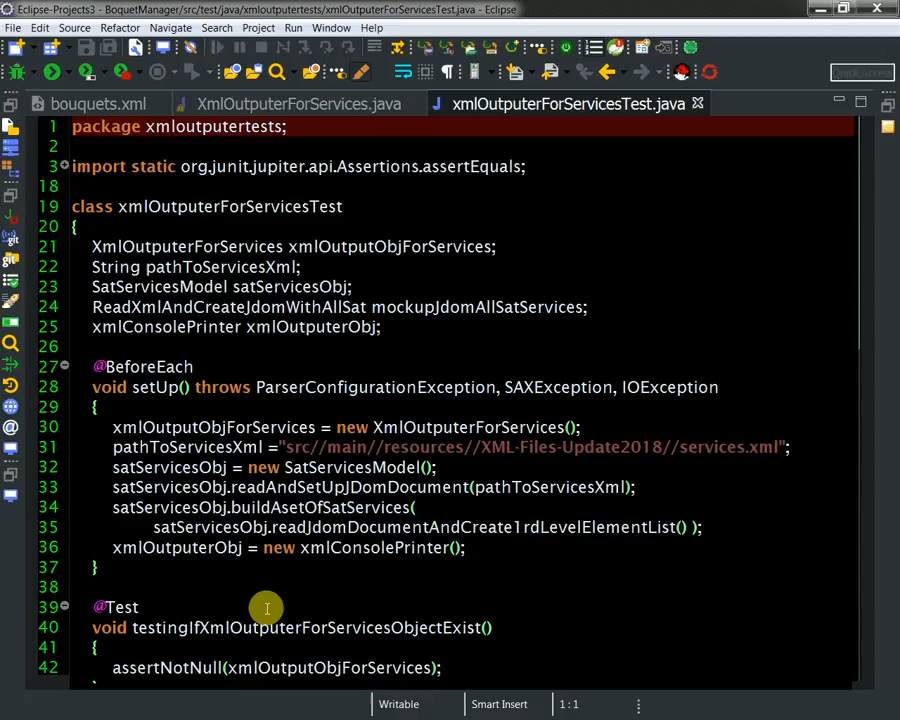 Eclipse-Projects3 - BoquetManager/src/test/java/xmloutputertests/xmlOutputerForServicesTest.java - Eclipse
File Edit Source Refactor Navigate Search Project Run Window Help
Quick Access
bouquets.xml XmlOutputerForServices.java xmlOutputerForServicesTest.java
1 package xmloutputertests;
2
3 import static org.junit.jupiter.api.Assertions.assertEquals;
18
19 class xmlOutputerForServicesTest
20 {
21 XmlOutputerForServices xmlOutputObjForServices;
22 String pathToServicesXml;
23 SatServicesModel satServicesObj;
24 ReadXmlAndCreateJdomWithAllSat mockupJdomAllSatServices;
25 xmlConsolePrinter xmlOutputerObj;
26
27 @BeforeEach
28 void setUp() throws ParserConfigurationException, SAXException, IOException
29 {
30 xmlOutputObjForServices = new XmlOutputerForServices();
31 pathToServicesXml ="src//main//resources//XML-Files-Update2018//services.xml";
32 satServicesObj = new SatServicesModel();
33 satServicesObj.readAndSetUpJDomDocument(pathToServicesXml);
34 satServicesObj.buildAsetOfSatServices(
35 satServicesObj.readJdomDocumentAndCreate1rdLevelElementList() );
36 xmlOutputerObj = new xmlConsolePrinter();
37 }
38
39 @Test
40 void testingIfXmlOutputerForServicesObjectExist()
41 {
42 assertNotNull(xmlOutputObjForServices);
Writable Smart Insert 1 : 1